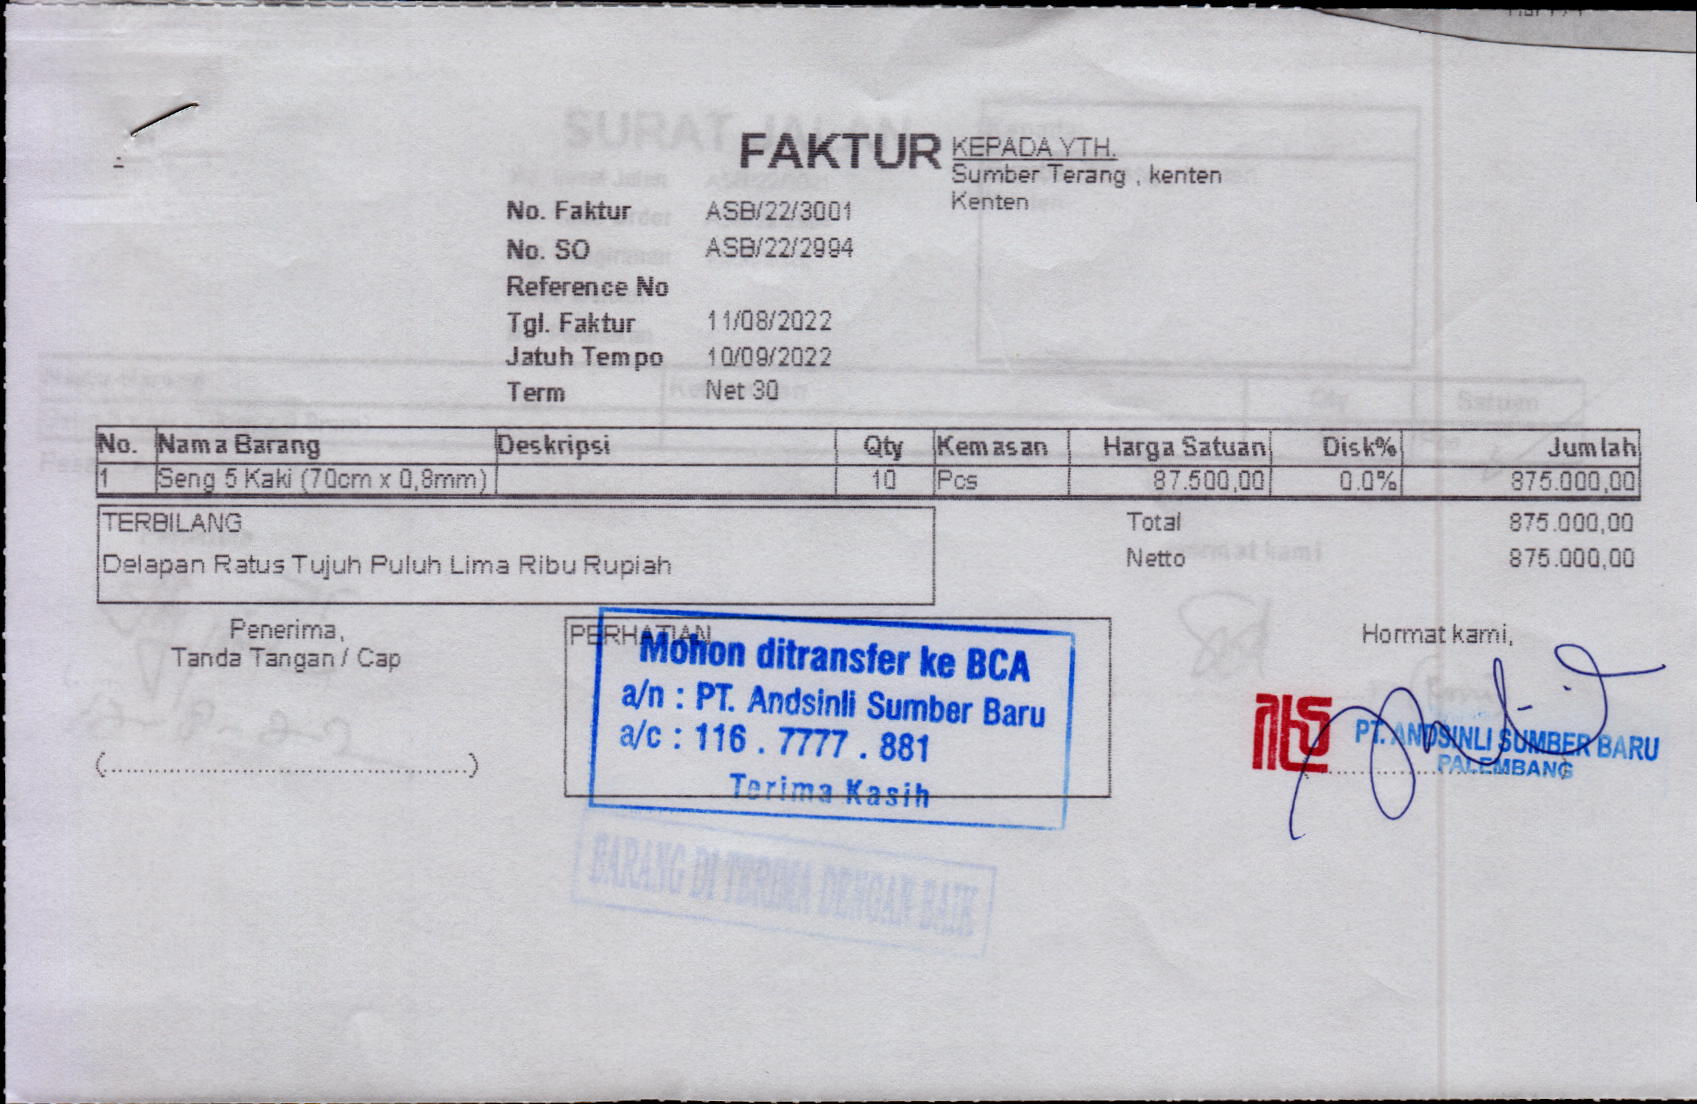 FAKTUR
KEPADA YTH.
Sumber Terang , kenten
Kenten
No. Faktur ASB/22/3001
No. SO ASB/22/2994
Reference No
Tgl. Faktur 11/08/2022
Jatuh Tempo 10/09/2022
Term Net 30
No. Nama Barang Deskripsi Qty Kemasan Harga Satuan Disk% Jumlah
1 Seng 5 Kaki (70cm x 0,8mm) 10 Pcs 87.500,00 0.0% 875.000,00
TERBILANG
Delapan Ratus Tujuh Puluh Lima Ribu Rupiah
Total 875.000,00
Netto 875.000,00
Penerima,
Tanda Tangan / Cap
(................................................)
PERHATIAN
Mohon ditransfer ke BCA
a/n : PT. Andsinli Sumber Baru
a/c : 116 . 7777 . 881
Terima Kasih
Hormat kami,
PT. ANDSINLI SUMBER BARU
PALEMBANG
BARANG DI TERIMA DENGAN BAIK
SURAT JALAN